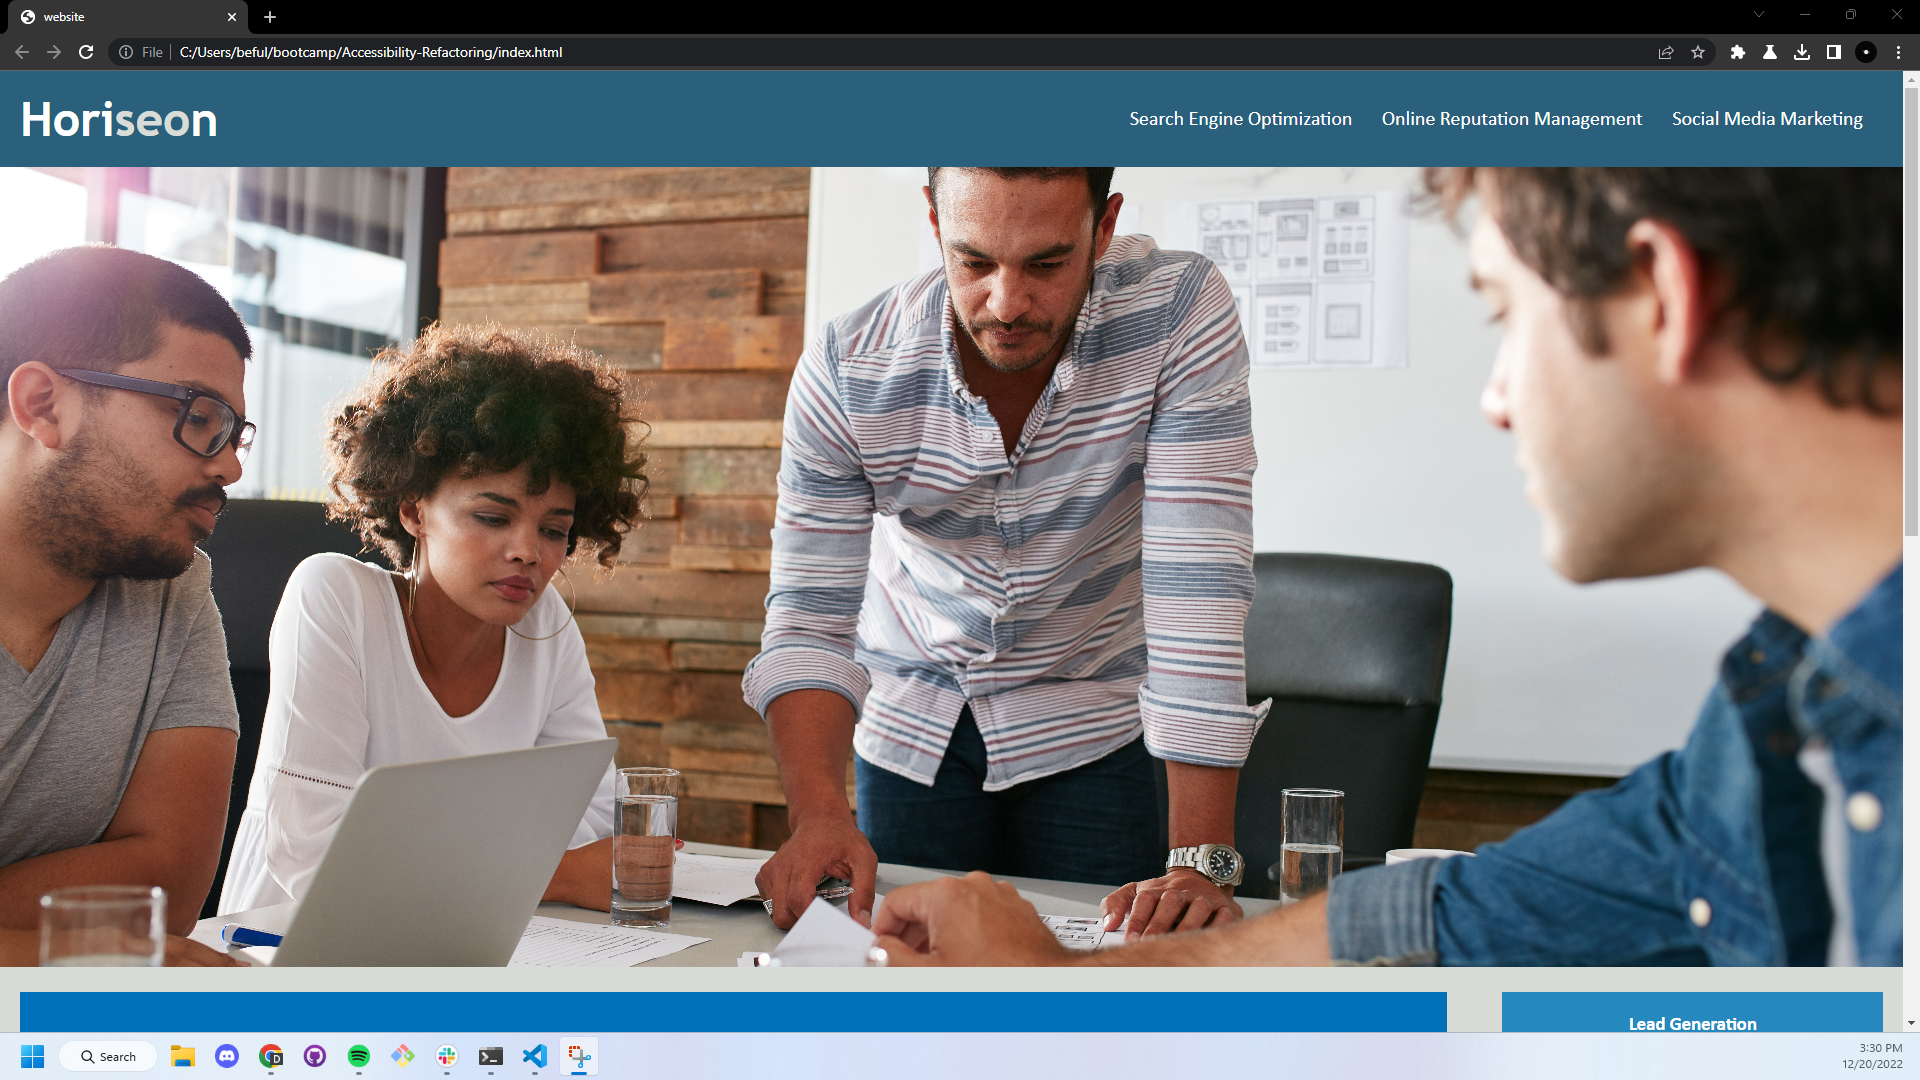 website
File
C:/Users/beful/bootcamp/Accessibility-Refactoring/index.html
Horiseon
Search Engine Optimization
Online Reputation Management
Social Media Marketing
Lead Generation
Search
D
3:30 PM
12/20/2022